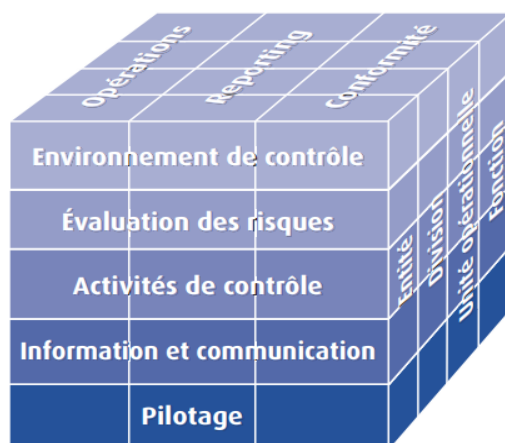 Opérations
Reporting
Conformité
Environnement de contrôle
Évaluation des risques
Activités de contrôle
Information et communication
Pilotage
Entité
Division
Unité opérationnelle
Fonction